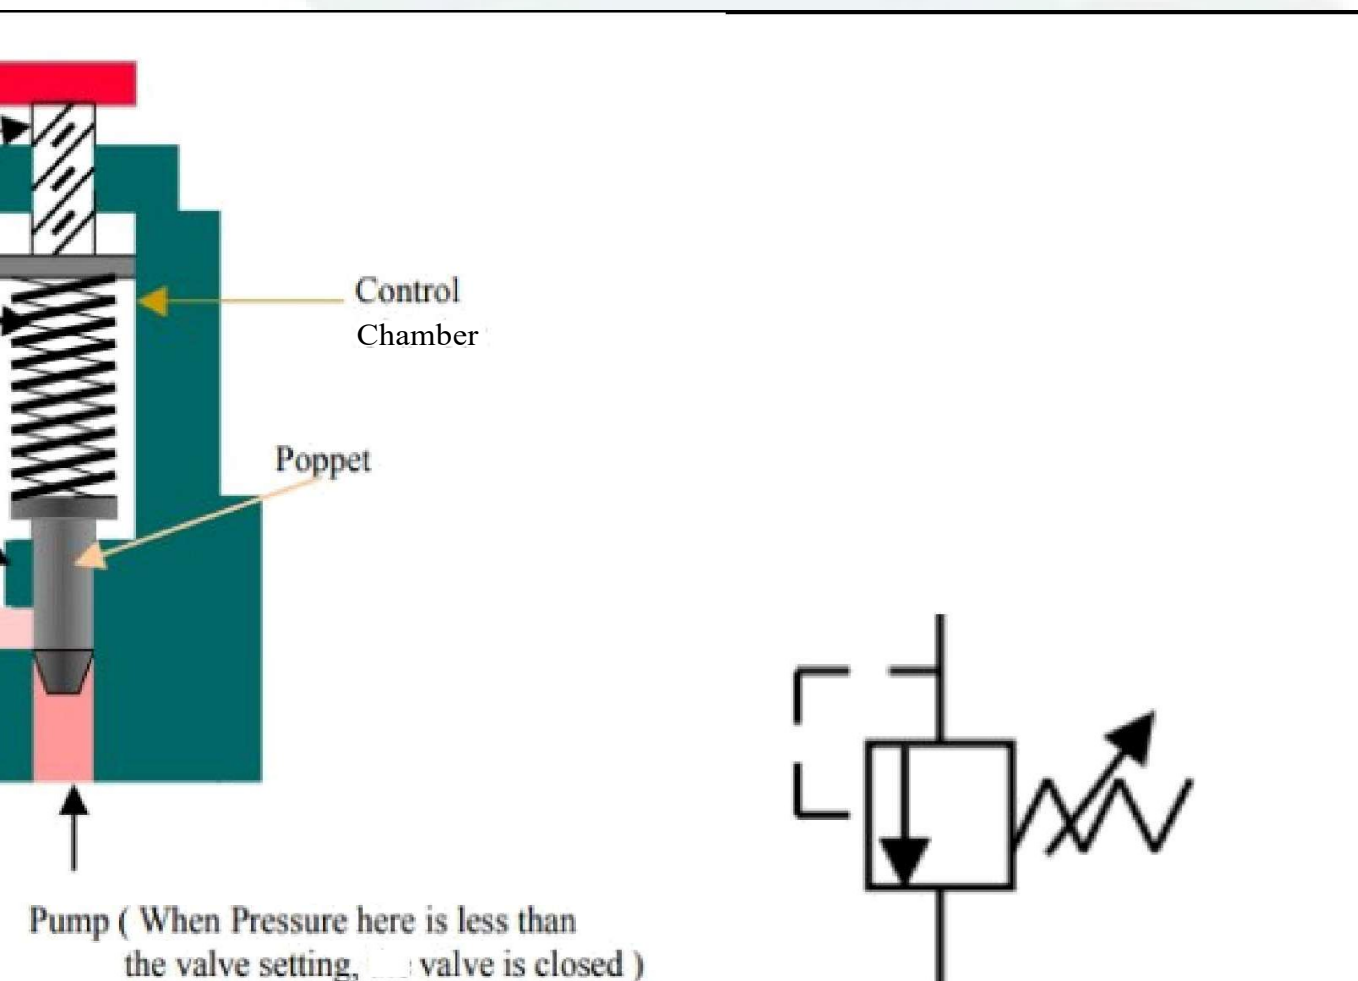 Control
Chamber
Poppet
Pump ( When Pressure here is less than
the valve setting, valve is closed )